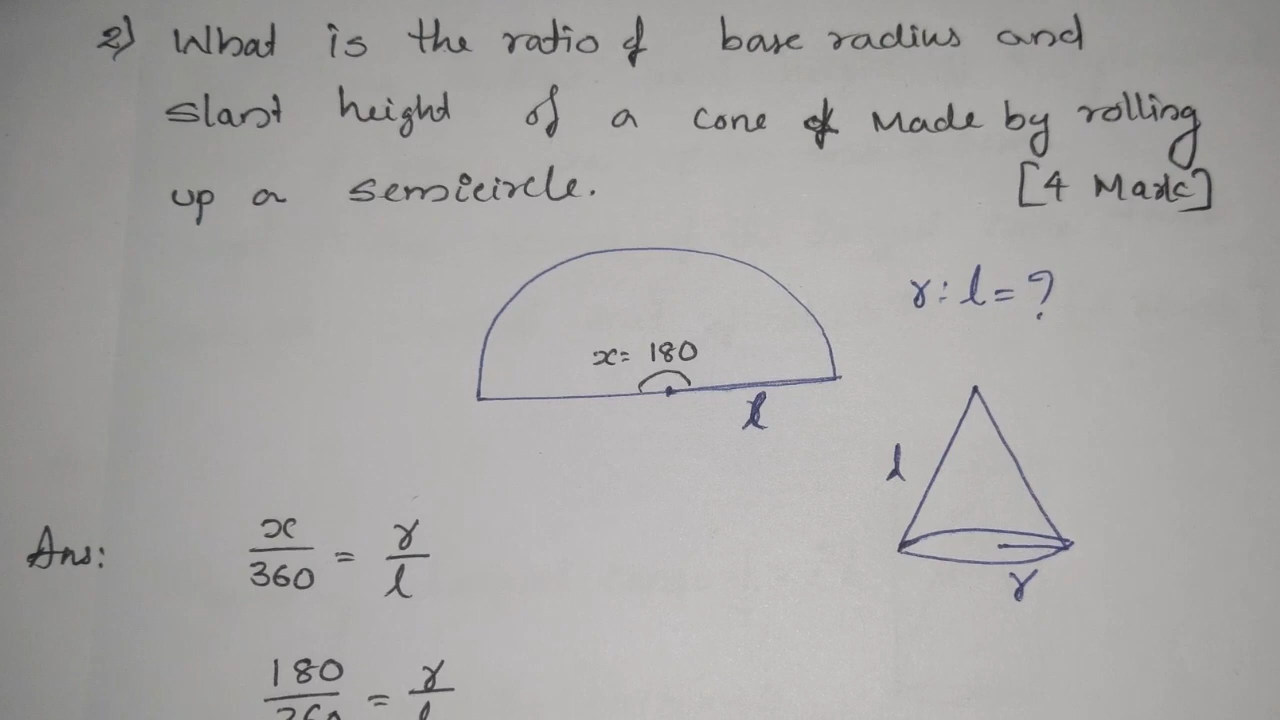 2) What is the ratio of base radius and
slant height of a cone of Made by rolling
up a semicircle. [4 Mark]
r : l = ?
x = 180
l
l
r
Ans: x/360 = r/l
180/360 = r/l